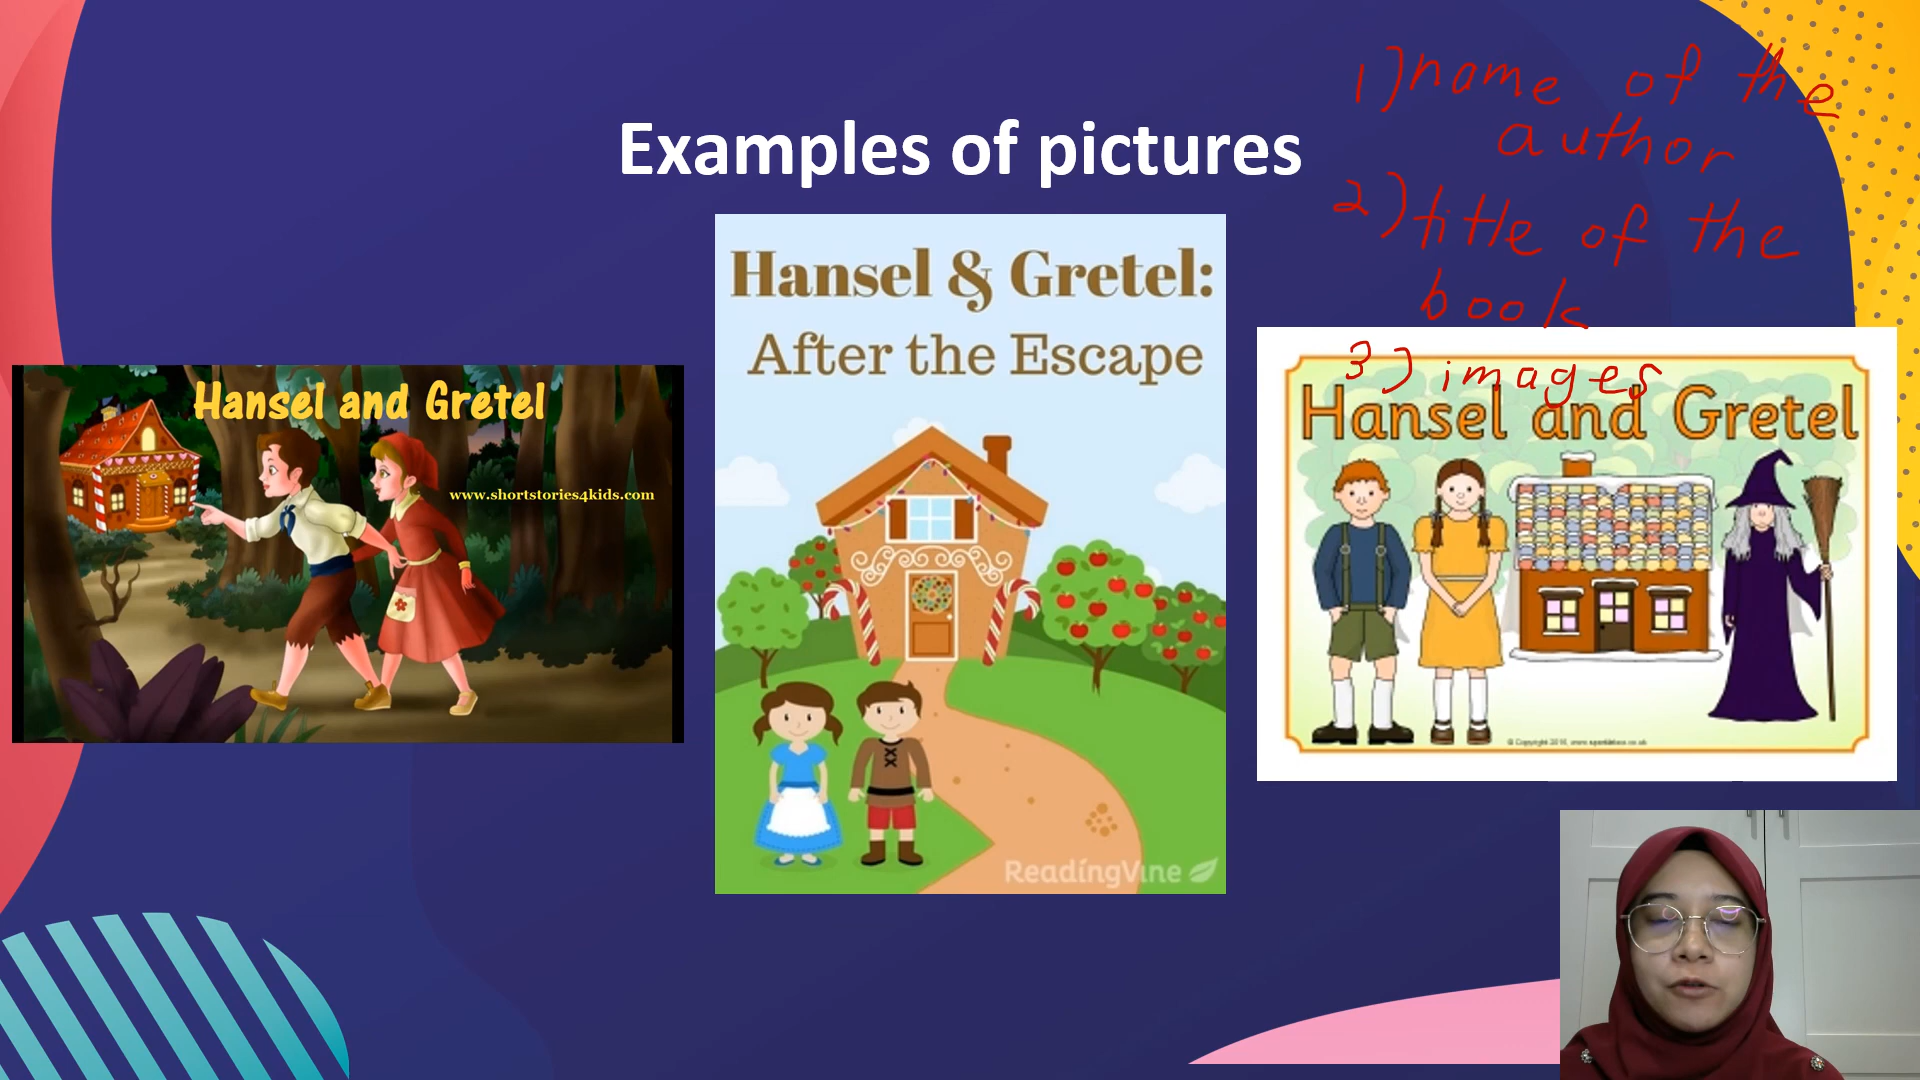 Examples of pictures
1) name of the
author
2) title of the
book
3) images
Hansel and Gretel
www.shortstories4kids.com
Hansel & Gretel:
After the Escape
ReadingVine
Hansel and Gretel